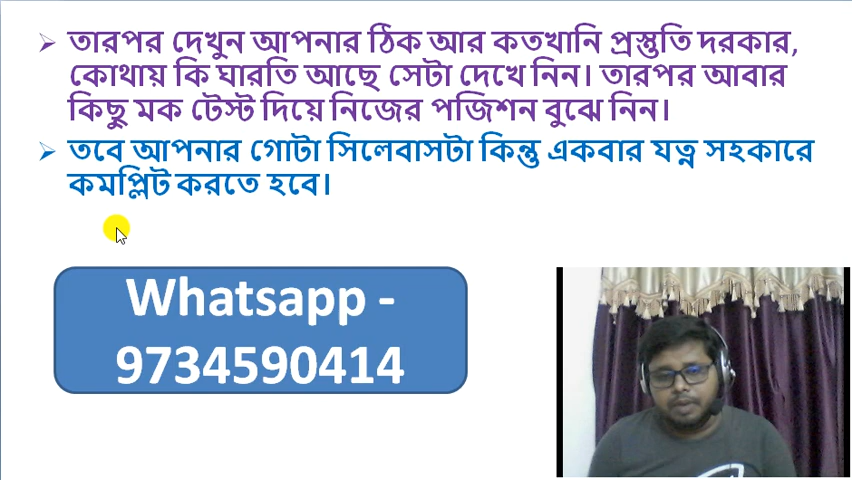 তারপর দেখুন আপনার ঠিক আর কতখানি প্রস্তুতি দরকার,
কোথায় কি ঘারতি আছে সেটা দেখে নিন। তারপর আবার
কিছু মক টেস্ট দিয়ে নিজের পজিশন বুঝে নিন।
তবে আপনার গোটা সিলেবাসটা কিন্তু একবার যত্ন সহকারে
কমপ্লিট করতে হবে।
Whatsapp -
9734590414